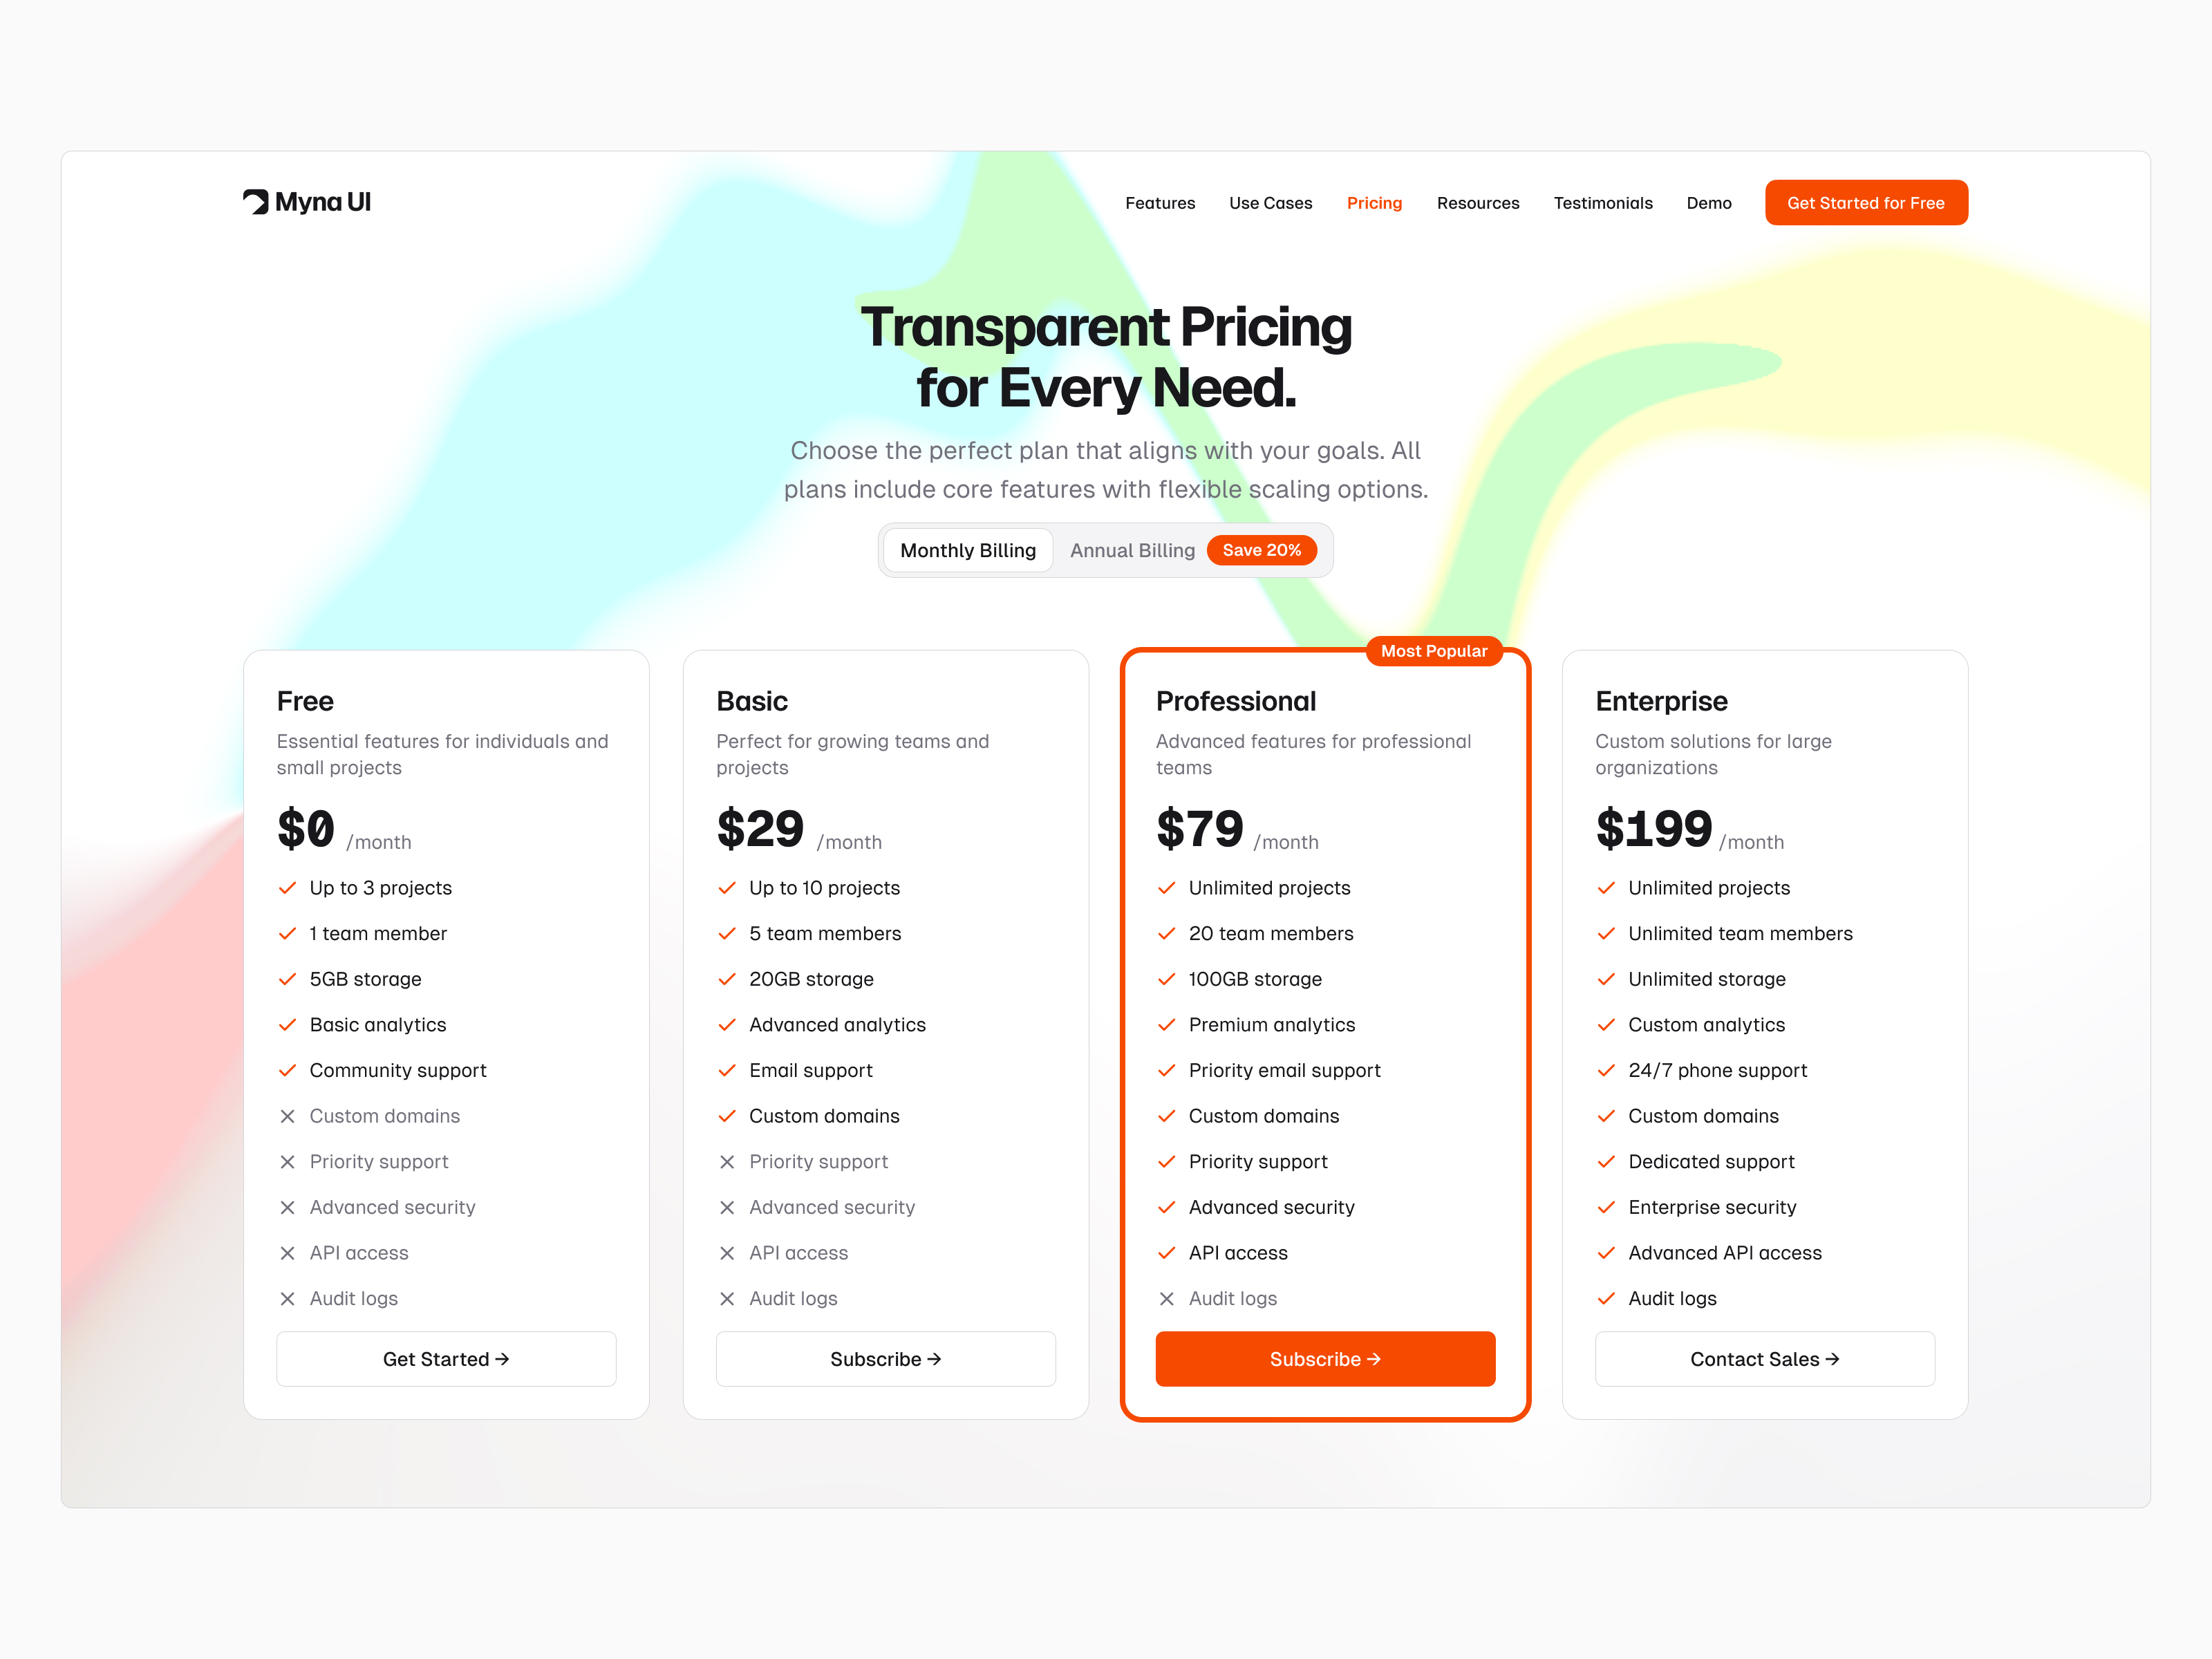 Myna UI
Features
Use Cases
Pricing
Resources
Testimonials
Demo
Get Started for Free
Transparent Pricing
for Every Need.
Choose the perfect plan that aligns with your goals. All
plans include core features with flexible scaling options.
Monthly Billing
Annual Billing
Save 20%
Free
Essential features for individuals and
small projects
$0 /month
Up to 3 projects
1 team member
5GB storage
Basic analytics
Community support
Custom domains
Priority support
Advanced security
API access
Audit logs
Get Started →
Basic
Perfect for growing teams and
projects
$29 /month
Up to 10 projects
5 team members
20GB storage
Advanced analytics
Email support
Custom domains
Priority support
Advanced security
API access
Audit logs
Subscribe →
Most Popular
Professional
Advanced features for professional
teams
$79 /month
Unlimited projects
20 team members
100GB storage
Premium analytics
Priority email support
Custom domains
Priority support
Advanced security
API access
Audit logs
Subscribe →
Enterprise
Custom solutions for large
organizations
$199 /month
Unlimited projects
Unlimited team members
Unlimited storage
Custom analytics
24/7 phone support
Custom domains
Dedicated support
Enterprise security
Advanced API access
Audit logs
Contact Sales →